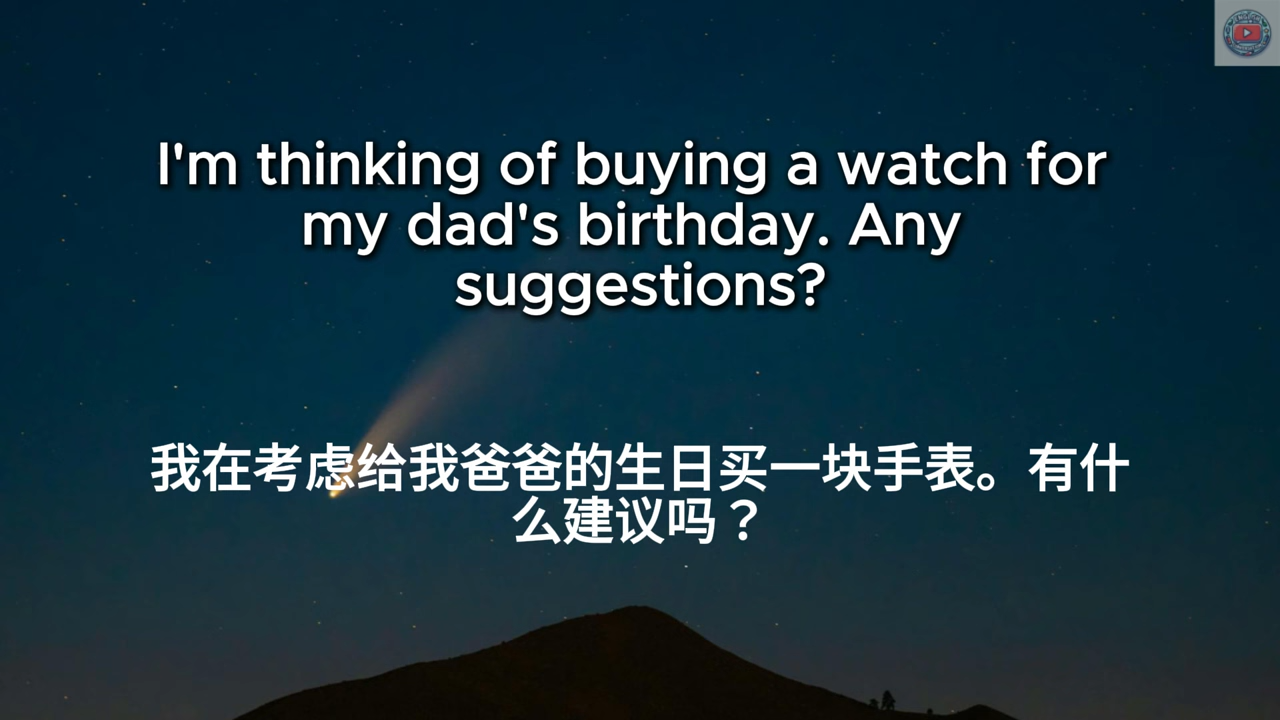 I'm thinking of buying a watch for
my dad's birthday. Any
suggestions?
我在考虑给我爸爸的生日买一块手表。有什
么建议吗？